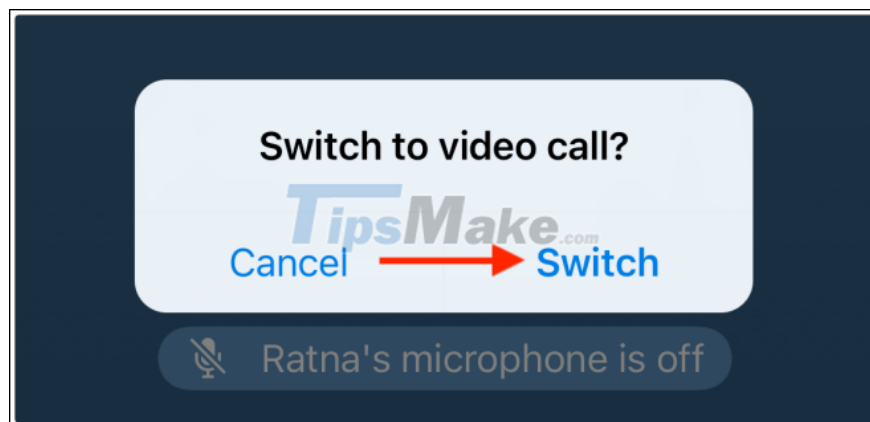 Switch to video call?
TipsMake.com
Cancel Switch
Ratna's microphone is off